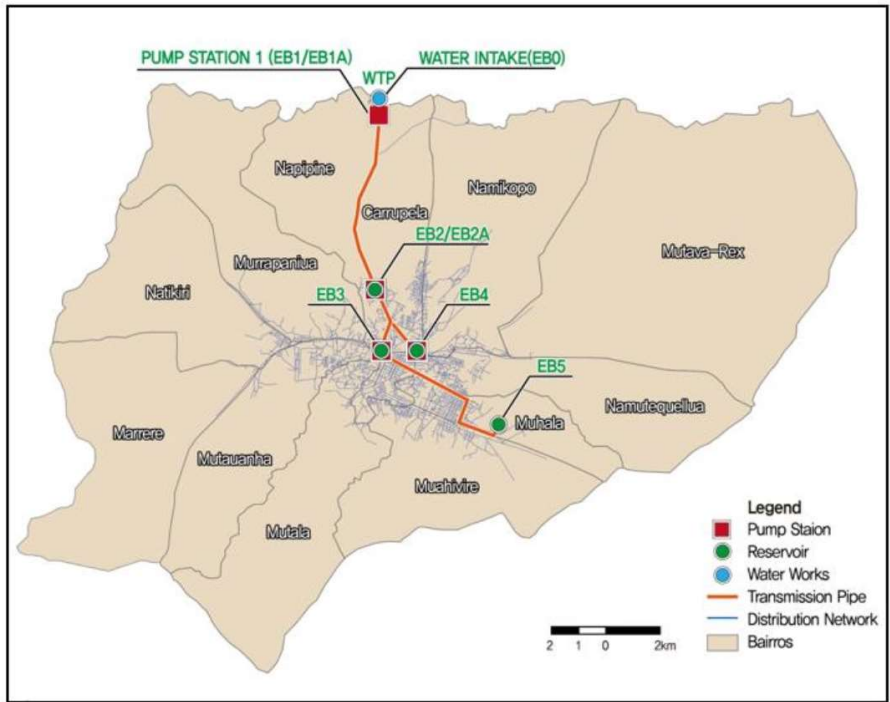 PUMP STATION 1 (EB1/EB1A)
WATER INTAKE(EB0)
WTP
Napipine
Namikopo
Carrupela
EB2/EB2A
Mutava-Rex
Murrapaniua
Natikiri
EB3
EB4
EB5
Namutequeliua
Muhala
Marrere
Mutauanha
Muahivire
Mutala
Legend
Pump Staion
Reservoir
Water Works
Transmission Pipe
Distribution Network
Bairros
2 1 0 2km